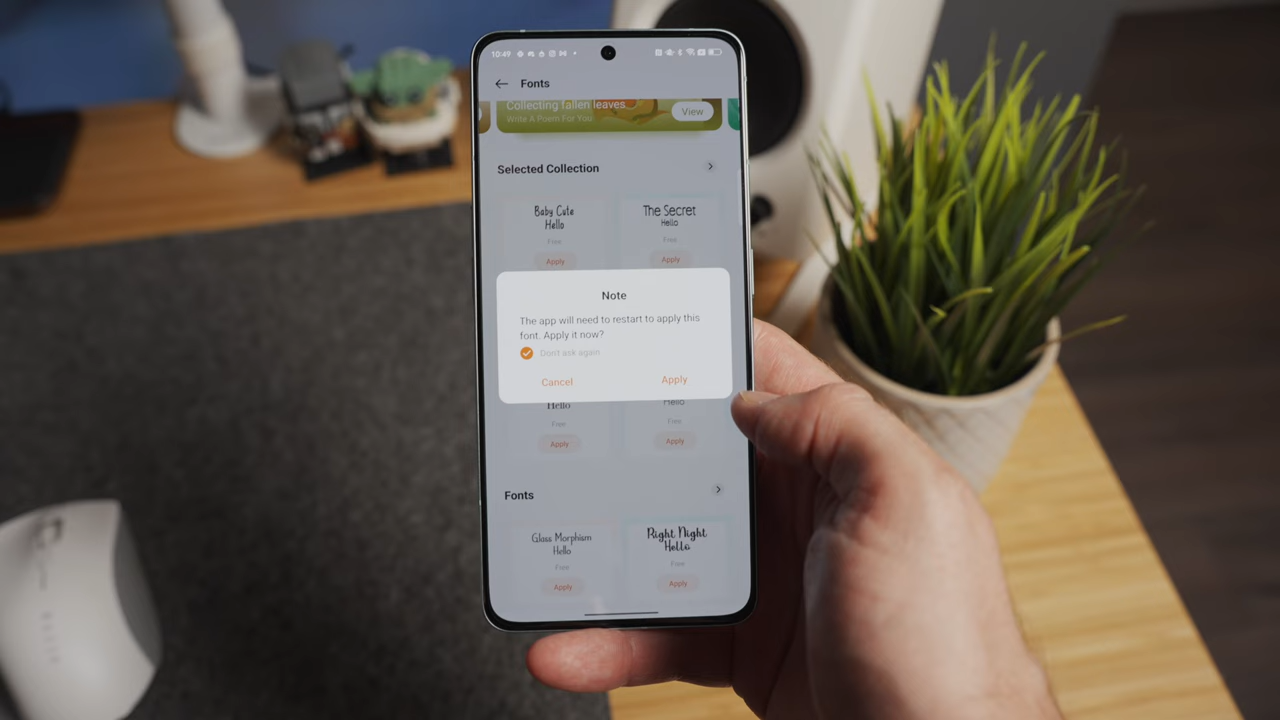 10:49
Fonts
Collecting fallen leaves
Write A Poem For You
View
Selected Collection
Baby Cute
Hello
Free
Apply
The Secret
Hello
Free
Apply
Note
The app will need to restart to apply this
font. Apply it now?
Don't ask again
Cancel
Apply
Hello
Free
Apply
Hello
Free
Apply
Fonts
Glass Morphism
Hello
Free
Apply
Right Night
Hello
Free
Apply